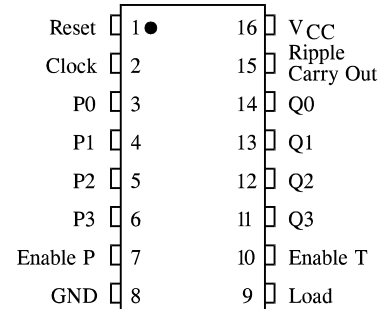 Reset 1 16 VCC
Clock 2 15 Ripple
Carry Out
P0 3 14 Q0
P1 4 13 Q1
P2 5 12 Q2
P3 6 11 Q3
Enable P 7 10 Enable T
GND 8 9 Load